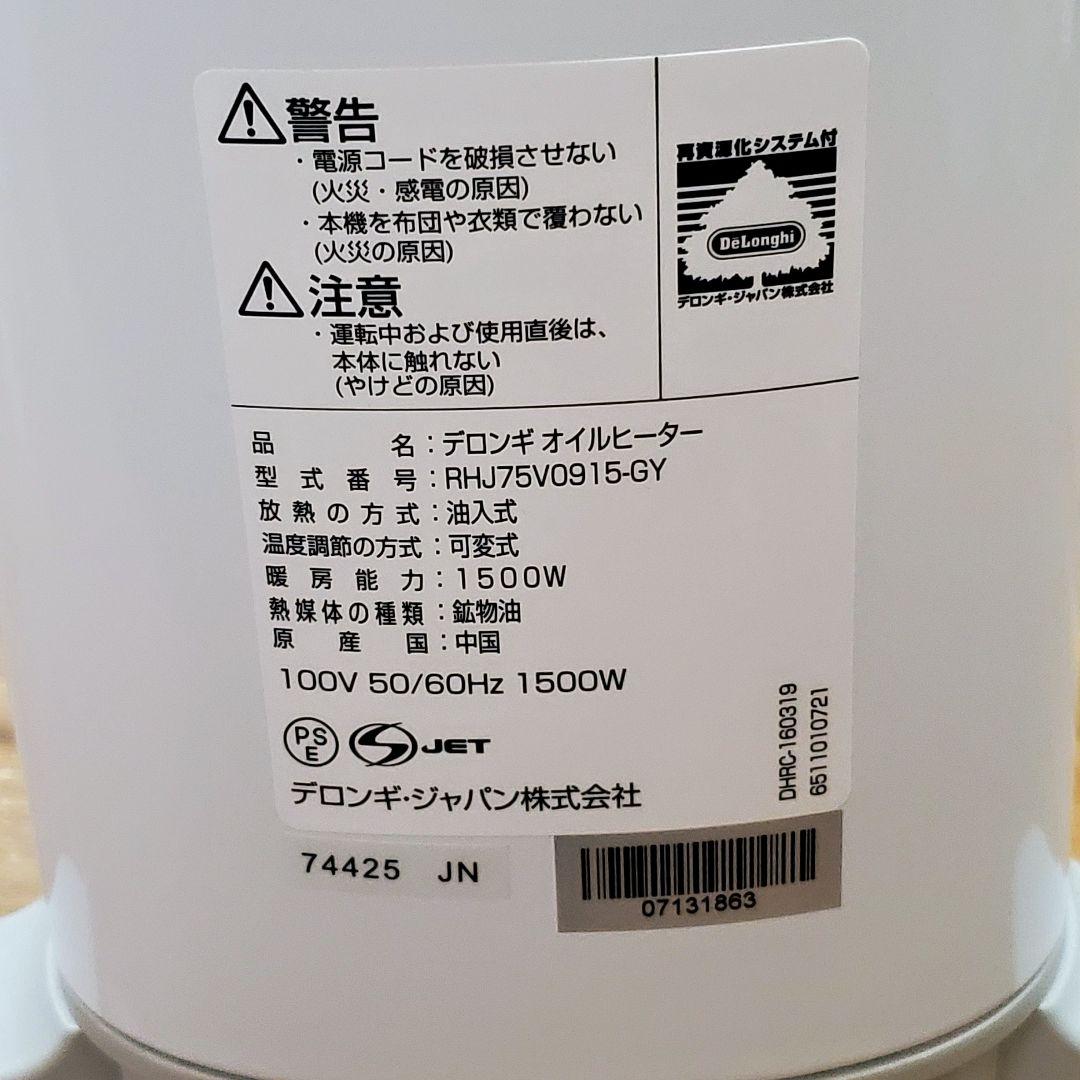 警告
・電源コードを破損させない
(火災・感電の原因)
・本機を布団や衣類で覆わない
(火災の原因)
注意
・運転中および使用直後は、
本体に触れない
(やけどの原因)
再資源化システム付
DeLonghi
デロンギ・ジャパン株式会社
品名：デロンギ オイルヒーター
型式番号：RHJ75V0915-GY
放熱の方式：油入式
温度調節の方式：可変式
暖房能力：1500W
熱媒体の種類：鉱物油
原産国：中国
100V 50/60Hz 1500W
PSE
JET
デロンギ・ジャパン株式会社
DHRC-160319
6511010721
74425 JN
07131863